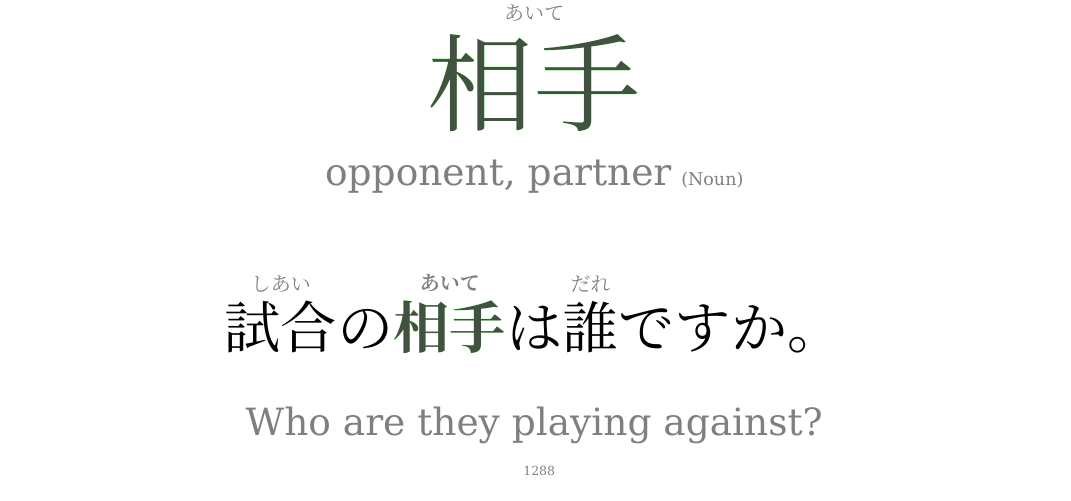 あいて
相手
opponent, partner (Noun)
しあい あいて だれ
試合の相手は誰ですか。
Who are they playing against?
1288